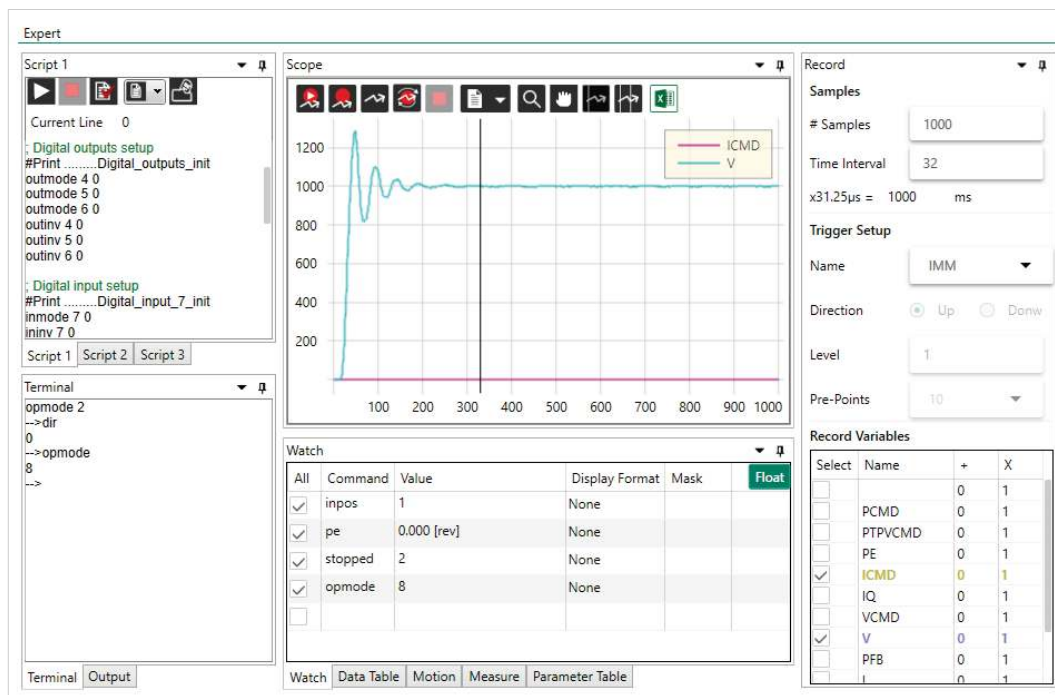 Expert
Script 1
Current Line 0
; Digital outputs setup
#Print .........Digital_outputs_init
outmode 4 0
outmode 5 0
outmode 6 0
outinv 4 0
outinv 5 0
outinv 6 0
; Digital input setup
#Print .........Digital_input_7_init
inmode 7 0
ininv 7 0
Script 1 Script 2 Script 3
Terminal
opmode 2
-->dir
0
-->opmode
8
-->
Terminal Output
Scope
ICMD
V
1200
1000
800
600
400
200
100 200 300 400 500 600 700 800 900 1000
Watch
All Command Value Display Format Mask Float
inpos 1 None
pe 0.000 [rev] None
stopped 2 None
opmode 8 None
Watch Data Table Motion Measure Parameter Table
Record
Samples
# Samples 1000
Time Interval 32
x31.25µs = 1000 ms
Trigger Setup
Name IMM
Direction Up Donw
Level 1
Pre-Points 10
Record Variables
Select Name + X
0 1
PCMD 0 1
PTPVCMD 0 1
PE 0 1
ICMD 0 1
IQ 0 1
VCMD 0 1
V 0 1
PFB 0 1